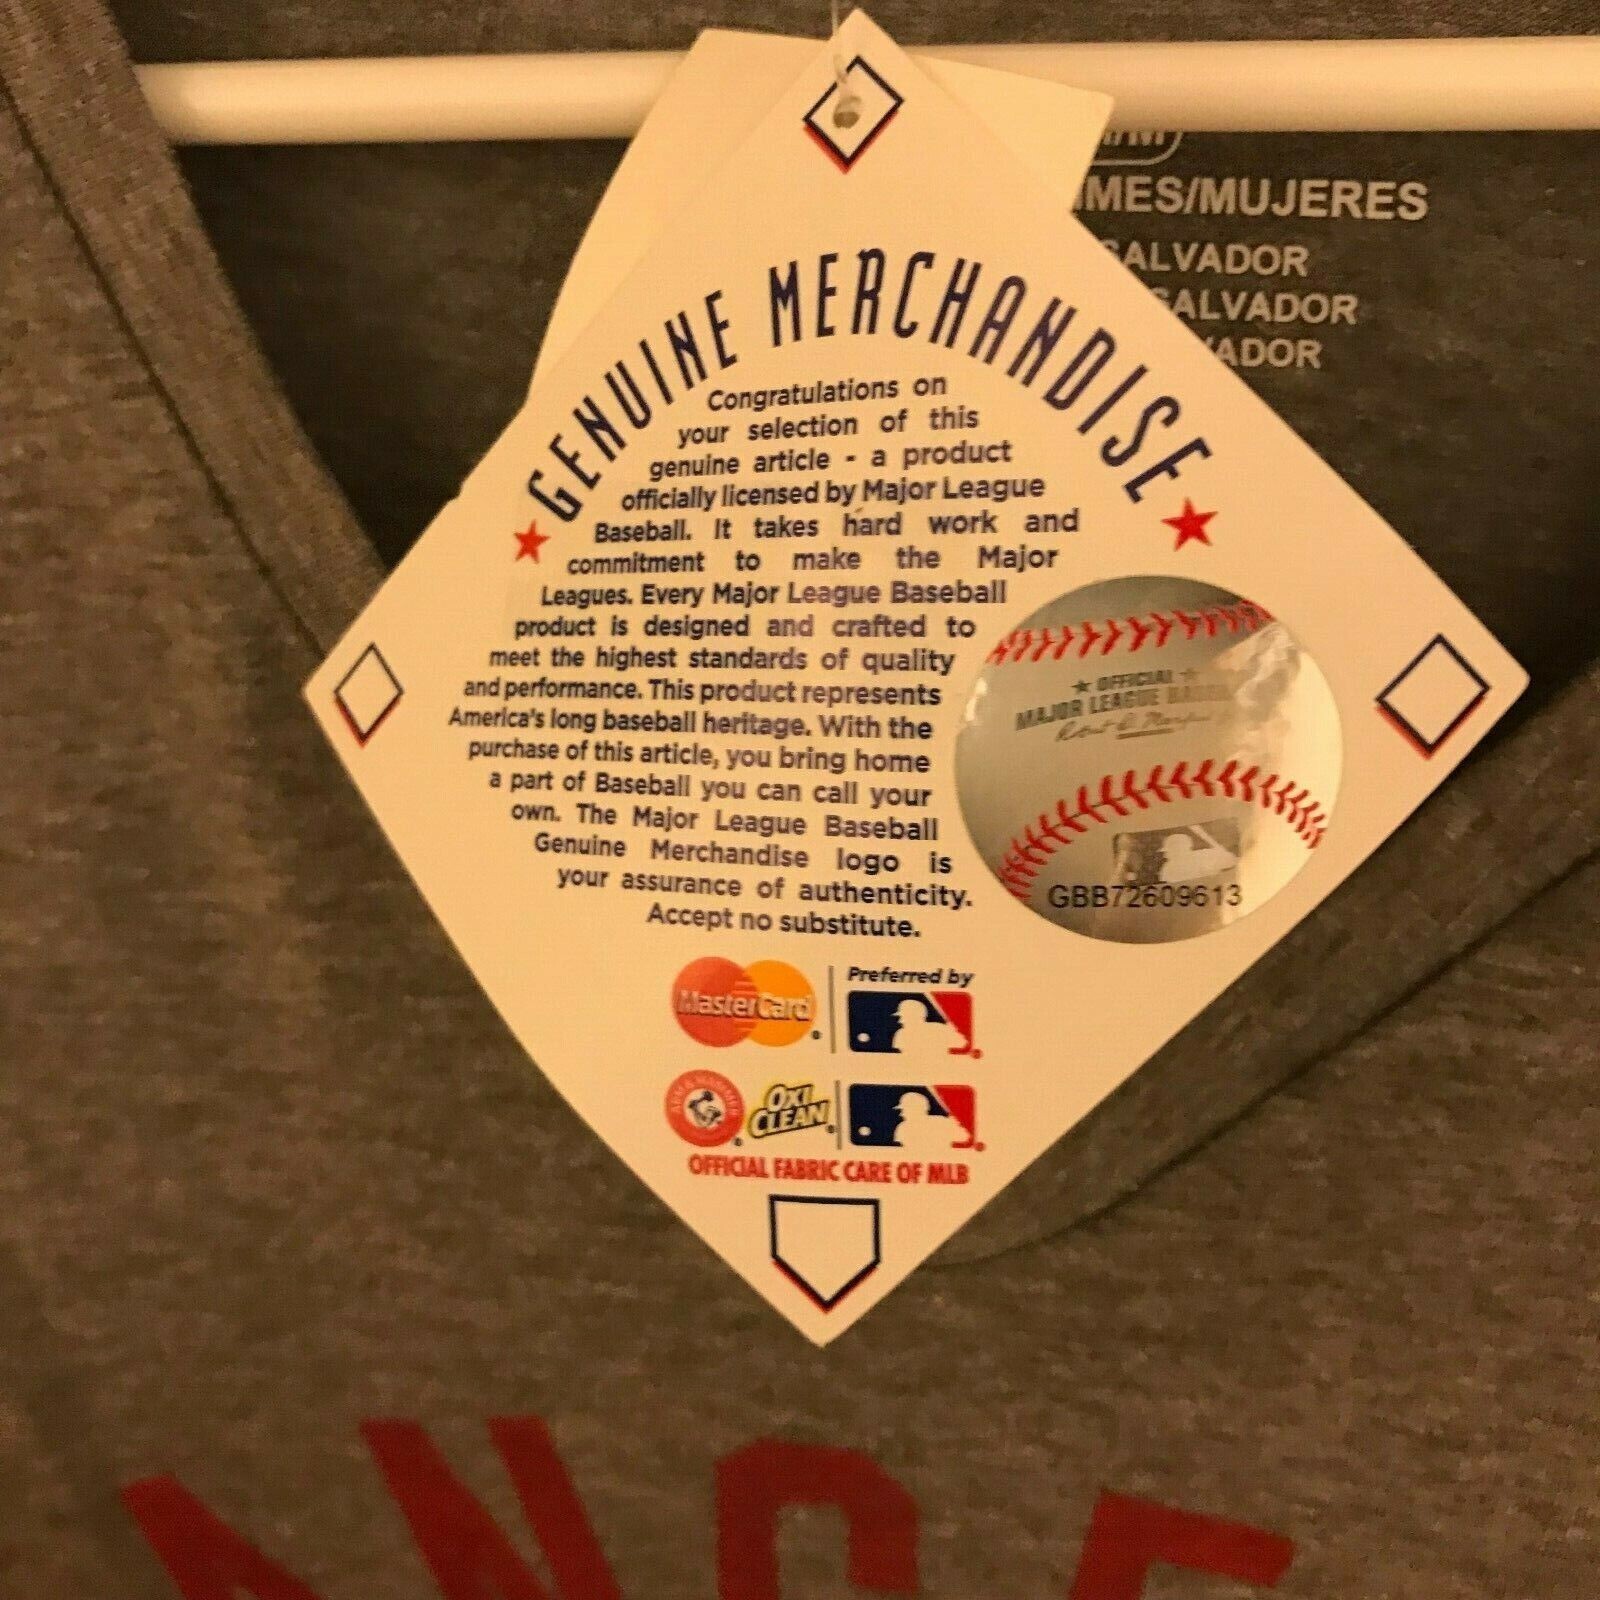 IMES/MUJERES
SALVADOR
SALVADOR
VADOR
GENUINE MERCHANDISE
Congratulations on
your selection of this
genuine article - a product
officially licensed by Major League
Baseball. It takes hard work and
commitment to make the Major
Leagues. Every Major League Baseball
product is designed and crafted to
meet the highest standards of quality
and performance. This product represents
America's long baseball heritage. With the
purchase of this article, you bring home
a part of Baseball you can call your
own. The Major League Baseball
Genuine Merchandise logo is
your assurance of authenticity.
Accept no substitute.
OFFICIAL
MAJOR LEAGUE
GBB72609613
MasterCard
Preferred by
ARM & HAMMER
OXI
CLEAN
OFFICIAL FABRIC CARE OF MLB
ANGE